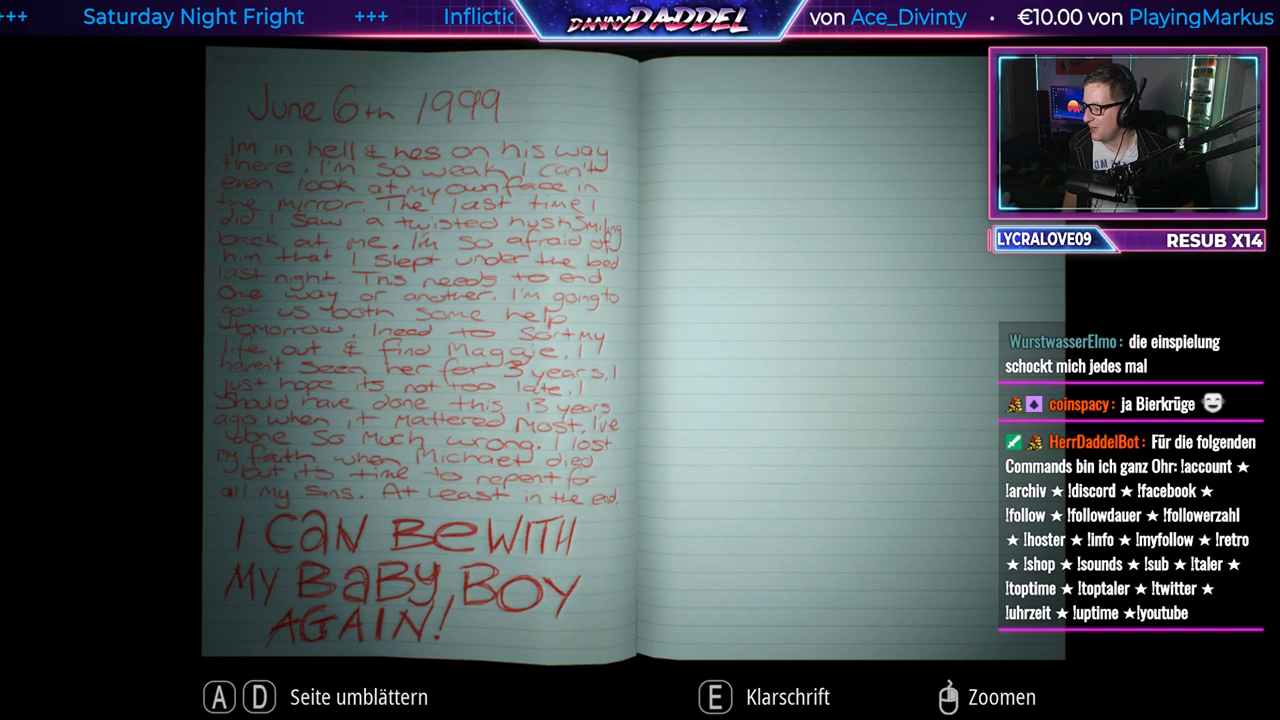 +++
Saturday Night Fright
+++
Inflictic
DANNY DADDEL
von Ace_Divinty
·
€10.00 von PlayingMarkus
June 6th 1999
Im in hell & hes on his way
there. I'm so weak I can't
even look at my own face in
the mirror. The last time I
did I saw a twisted husk smiling
back at me. I'm so afraid of
him that I slept under the bed
last night. This needs to end
One way or another. I'm going to
get us both some help
tomorrow. I need to sort my
life out & find Magaje. I
haven't seen her for 3 years, I
just hope its not too late. I
Should have done this 13 years
ago when it mattered most. I've
done so much wrong. I lost
my faith when Michael died
but it's time to repent for
all my sins. At least in the end,
I CAN BE WITH
MY BABY BOY
AGAIN!
LYCRALOVE09
RESUB X14
WurstwasserElmo: die einspielung
schockt mich jedes mal
coinspacy: ja Bierkrüge
HerrDaddelBot: Für die folgenden
Commands bin ich ganz Ohr: !account ★
!archiv ★ !discord ★ !facebook ★
!follow ★ !followdauer ★ !followerzahl
★ !hoster ★ !info ★ !myfollow ★ !retro
★ !shop ★ !sounds ★ !sub ★ !taler ★
!toptime ★ !toptaler ★ !twitter ★
!uhrzeit ★ !uptime ★!youtube
A D Seite umblättern
E Klarschrift
Zoomen